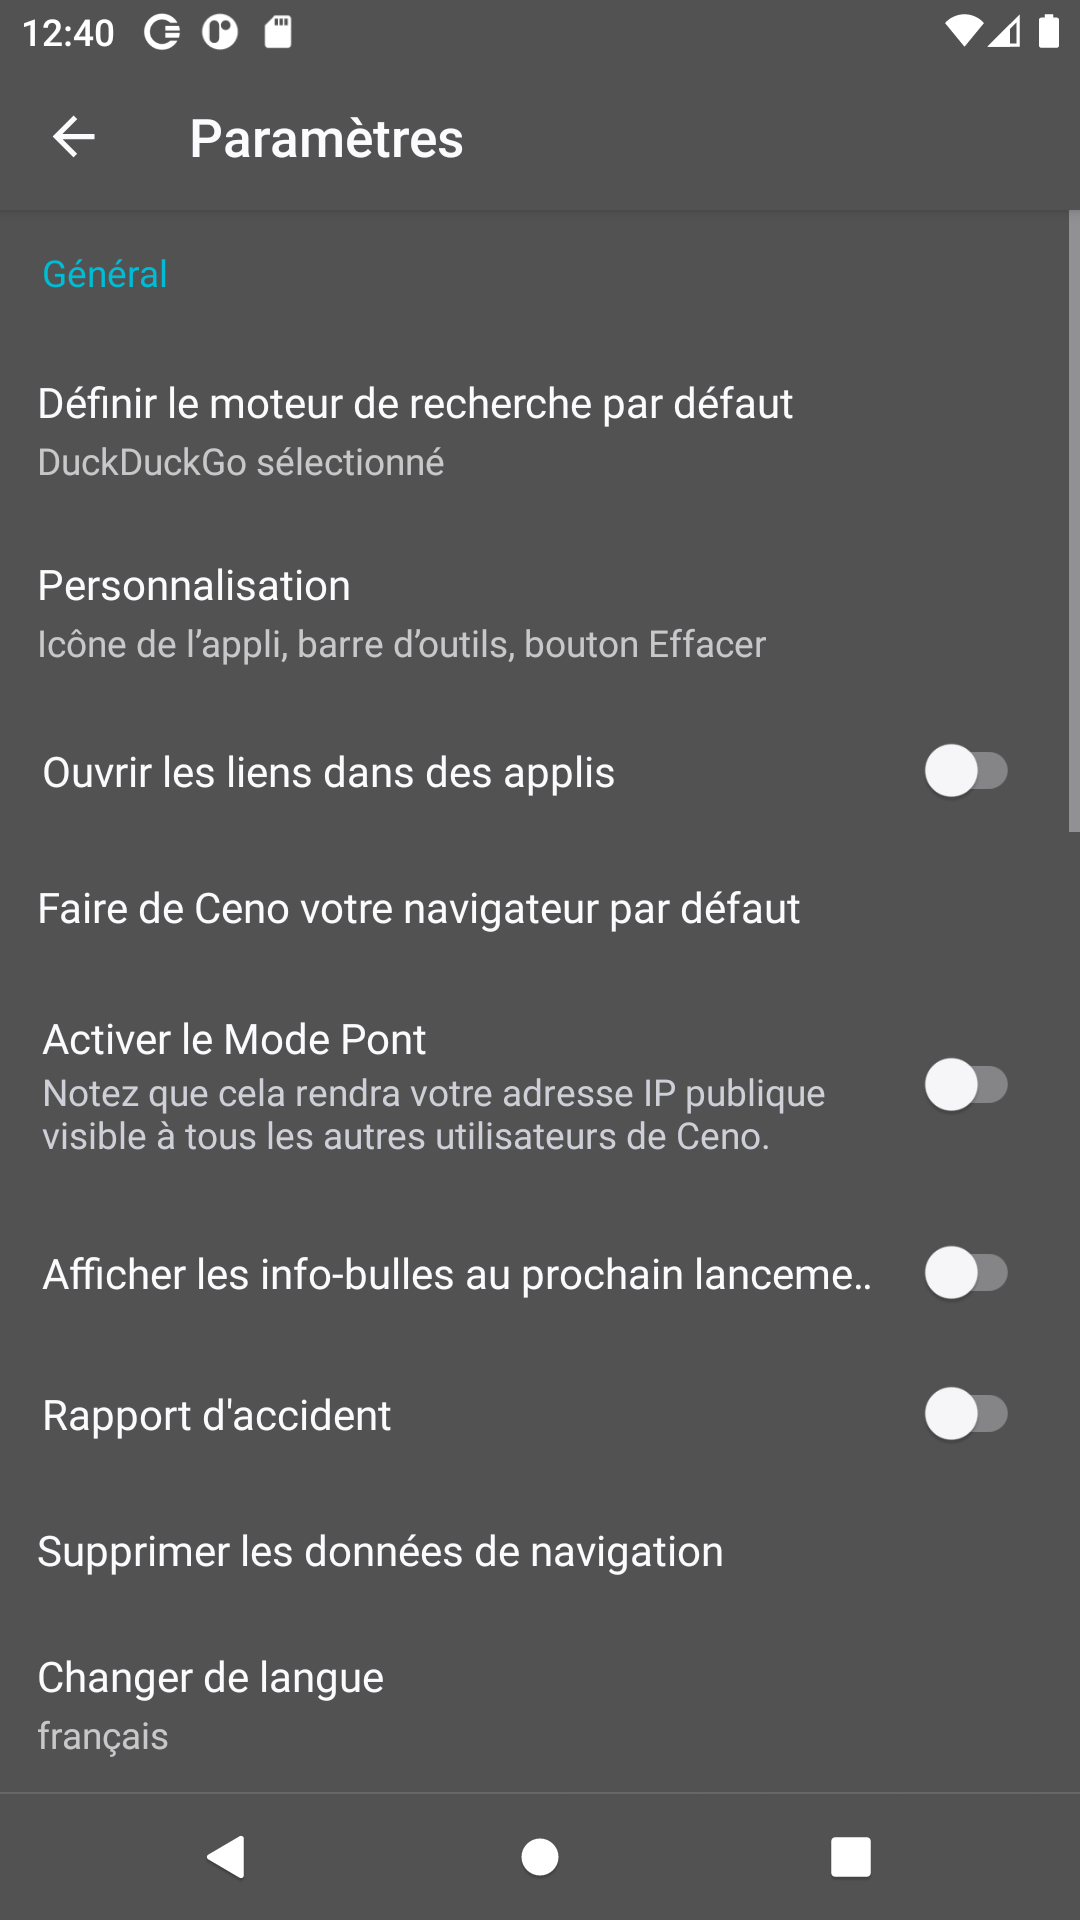 12:40
Paramètres
Général
Définir le moteur de recherche par défaut
DuckDuckGo sélectionné
Personnalisation
Icône de l’appli, barre d’outils, bouton Effacer
Ouvrir les liens dans des applis
Faire de Ceno votre navigateur par défaut
Activer le Mode Pont
Notez que cela rendra votre adresse IP publique
visible à tous les autres utilisateurs de Ceno.
Afficher les info-bulles au prochain lanceme..
Rapport d'accident
Supprimer les données de navigation
Changer de langue
français